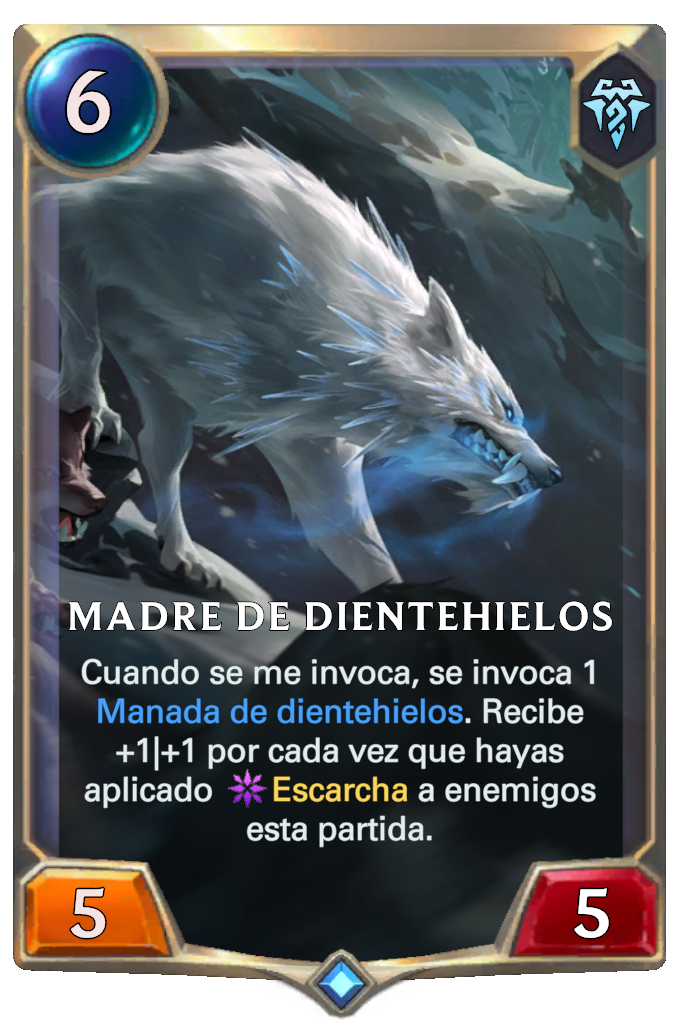 6
MADRE DE DIENTEHIELOS
Cuando se me invoca, se invoca 1
Manada de dientehielos. Recibe
+1|+1 por cada vez que hayas
aplicado Escarcha a enemigos
esta partida.
5 5